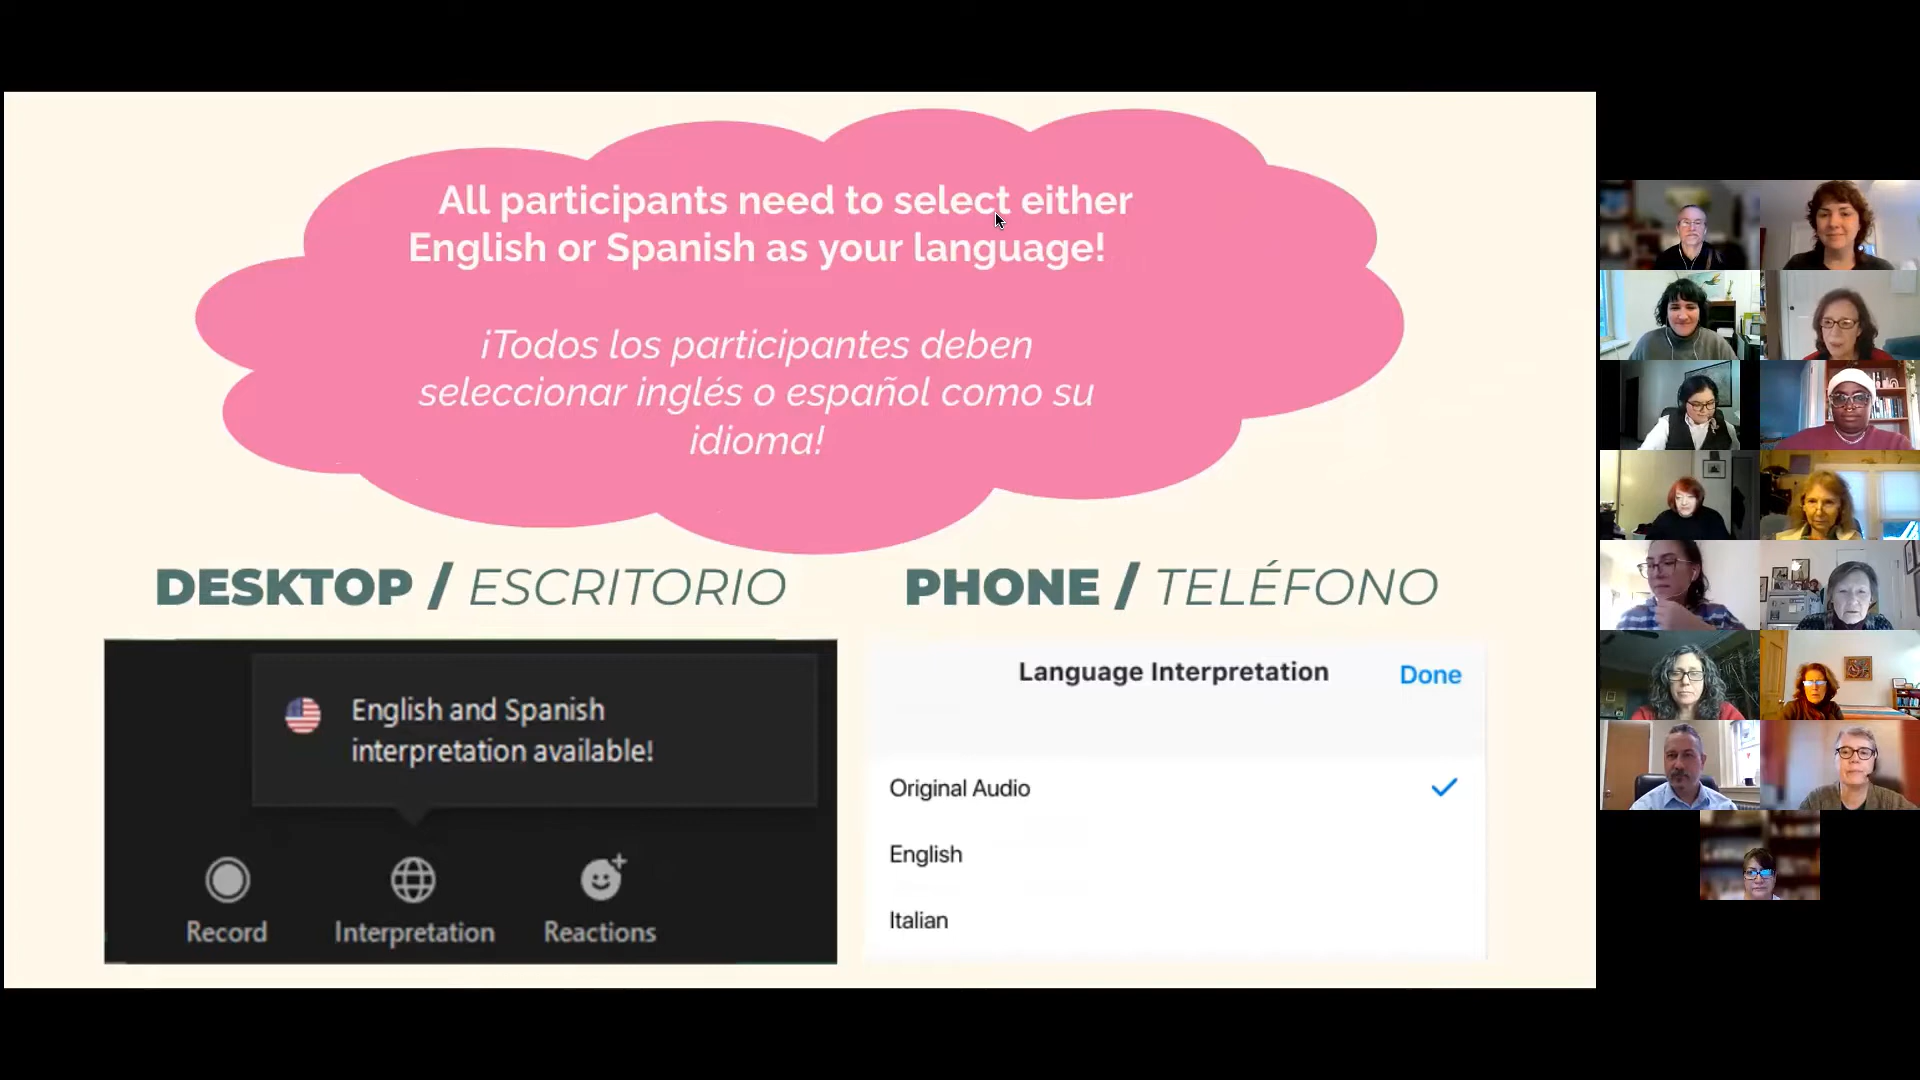 All participants need to select either
English or Spanish as your language!
¡Todos los participantes deben
seleccionar inglés o español como su
idioma!
DESKTOP / ESCRITORIO
PHONE / TELÉFONO
English and Spanish
interpretation available!
Record
Interpretation
Reactions
Language Interpretation
Done
Original Audio
English
Italian